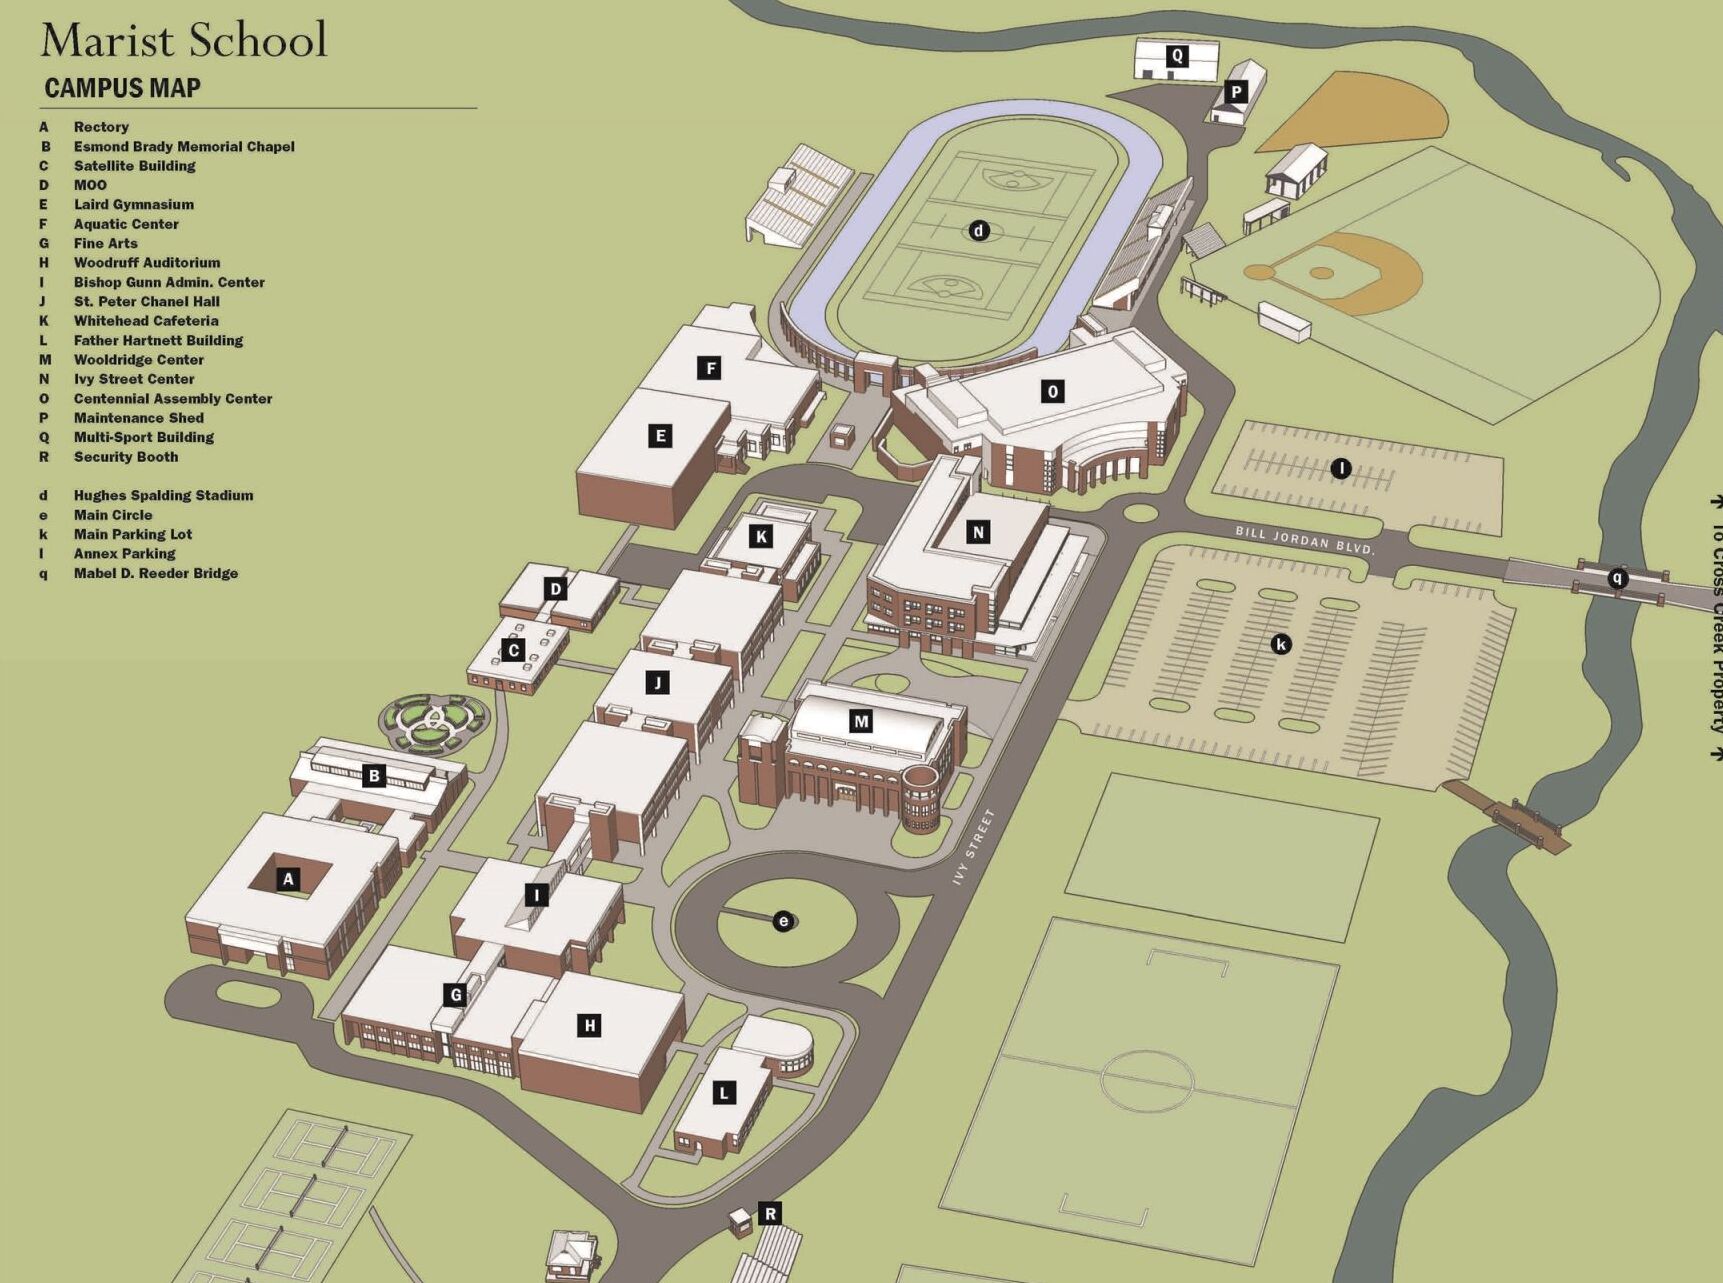 Marist School
CAMPUS MAP
A Rectory
B Esmond Brady Memorial Chapel
C Satellite Building
D MOO
E Laird Gymnasium
F Aquatic Center
G Fine Arts
H Woodruff Auditorium
I Bishop Gunn Admin. Center
J St. Peter Chanel Hall
K Whitehead Cafeteria
L Father Hartnett Building
M Wooldridge Center
N Ivy Street Center
O Centennial Assembly Center
P Maintenance Shed
Q Multi-Sport Building
R Security Booth
d Hughes Spalding Stadium
e Main Circle
k Main Parking Lot
l Annex Parking
q Mabel D. Reeder Bridge
Q
P
d
F
O
E
l
N
K
BILL JORDAN BLVD.
q
To Cross Creek Property
D
C
k
J
M
B
IVY STREET
A
I
e
G
H
L
R